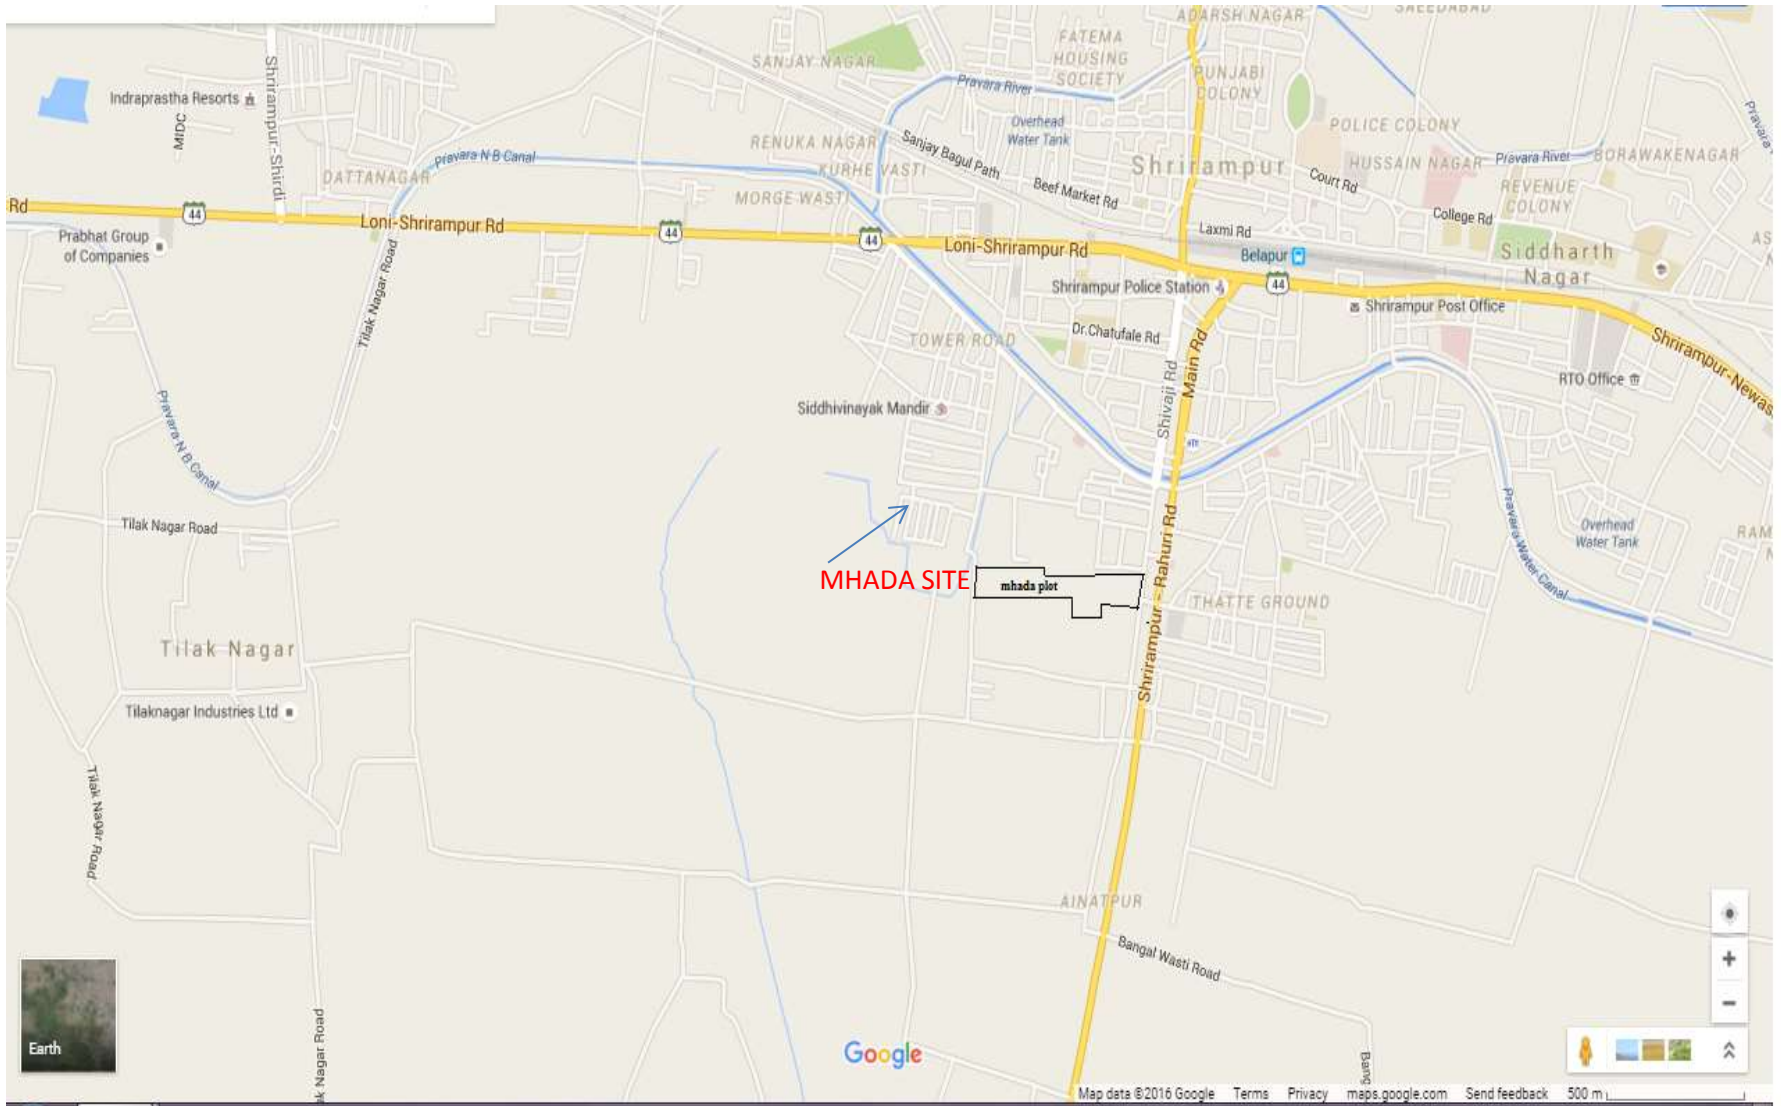 ADARSH NAGAR
SAEEDABAD
FATEMA
HOUSING
SOCIETY
SANJAY NAGAR
PUNJABI
COLONY
Pravara River
Indraprastha Resorts
MIDC
Shrirampur-Shirdi
Overhead
Water Tank
POLICE COLONY
Pravara
RENUKA NAGAR
Sanjay Bagul Path
Pravara N B Canal
KURHE VASTI
Shrirampur
HUSSAIN NAGAR
Pravara River
BORAWAKENAGAR
DATTANAGAR
MORGE WASTI
Beef Market Rd
Court Rd
REVENUE
COLONY
College Rd
Rd
44
Loni-Shrirampur Rd
44
44
Loni-Shrirampur Rd
Laxmi Rd
Belapur
Siddharth
Nagar
AS
Prabhat Group
of Companies
Tilak Nagar Road
Shrirampur Police Station
44
Shrirampur Post Office
TOWER ROAD
Dr.Chatufale Rd
Main Rd
Shivaji Rd
Shrirampur-Newas
RTO Office
Siddhivinayak Mandir
Pravara N B Canal
Tilak Nagar Road
Pravara Water Canal
Overhead
Water Tank
RAM
MHADA SITE
mhada plot
Shrirampur - Rahuri Rd
THATTE GROUND
Tilak Nagar
Tilaknagar Industries Ltd
Tilak Nagar Road
AINATPUR
Bangal Wasti Road
Earth
ak Nagar Road
Google
Bang
Map data ©2016 Google Terms Privacy maps.google.com Send feedback 500 m